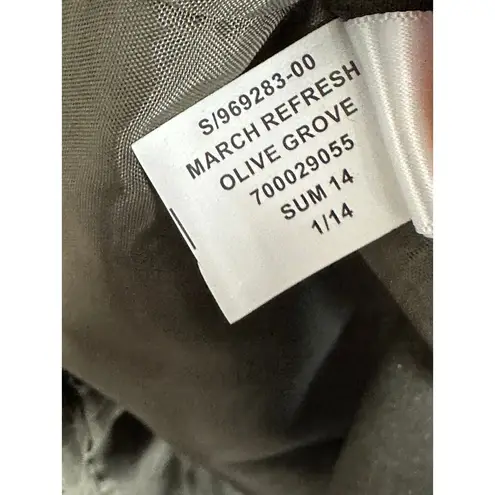 S/969283-00
MARCH REFRESH
OLIVE GROVE
700029055
SUM 14
1/14